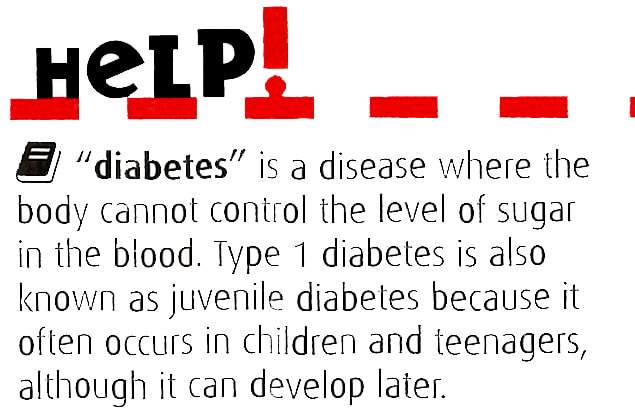 HeLP!
"diabetes" is a disease where the
body cannot control the level of sugar
in the blood. Type 1 diabetes is also
known as juvenile diabetes because it
often occurs in children and teenagers,
although it can develop later.